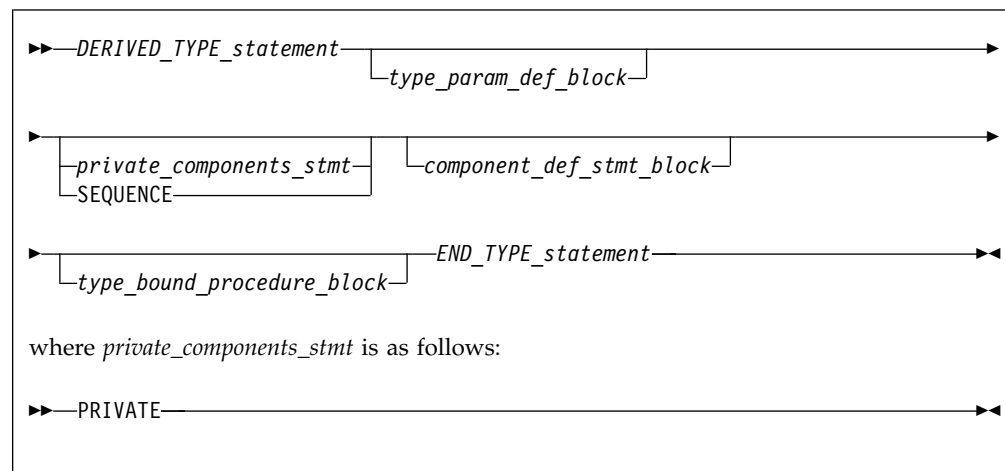 DERIVED_TYPE_statement
type_param_def_block
private_components_stmt component_def_stmt_block
SEQUENCE
END_TYPE_statement
type_bound_procedure_block
where private_components_stmt is as follows:
PRIVATE